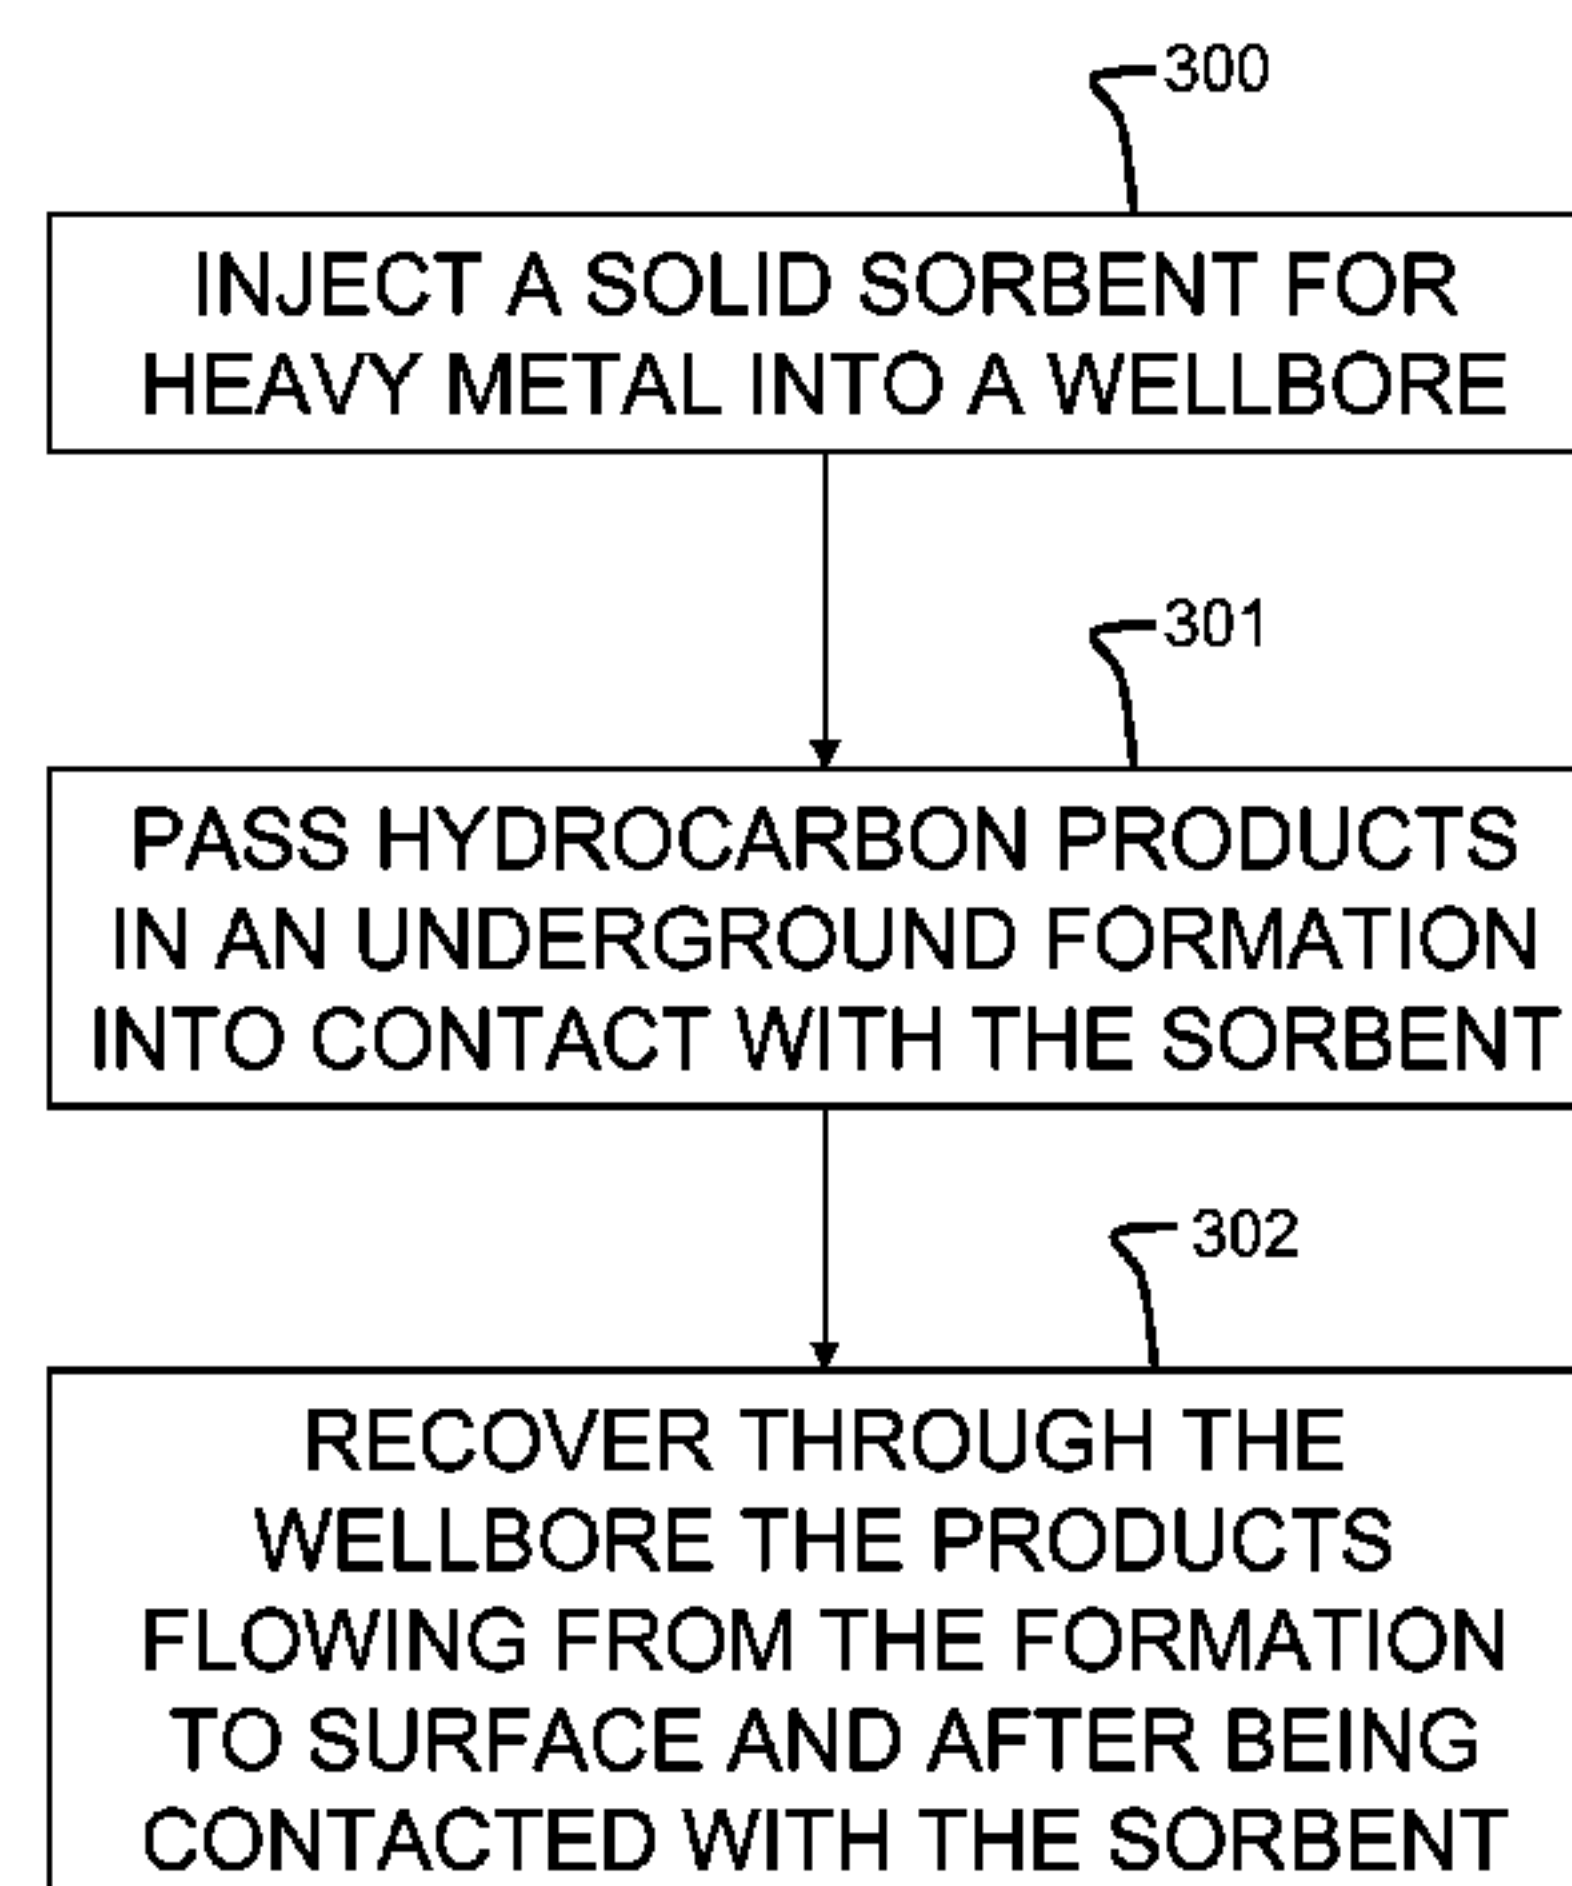 300
INJECT A SOLID SORBENT FOR
HEAVY METAL INTO A WELLBORE
301
PASS HYDROCARBON PRODUCTS
IN AN UNDERGROUND FORMATION
INTO CONTACT WITH THE SORBENT
302
RECOVER THROUGH THE
WELLBORE THE PRODUCTS
FLOWING FROM THE FORMATION
TO SURFACE AND AFTER BEING
CONTACTED WITH THE SORBENT